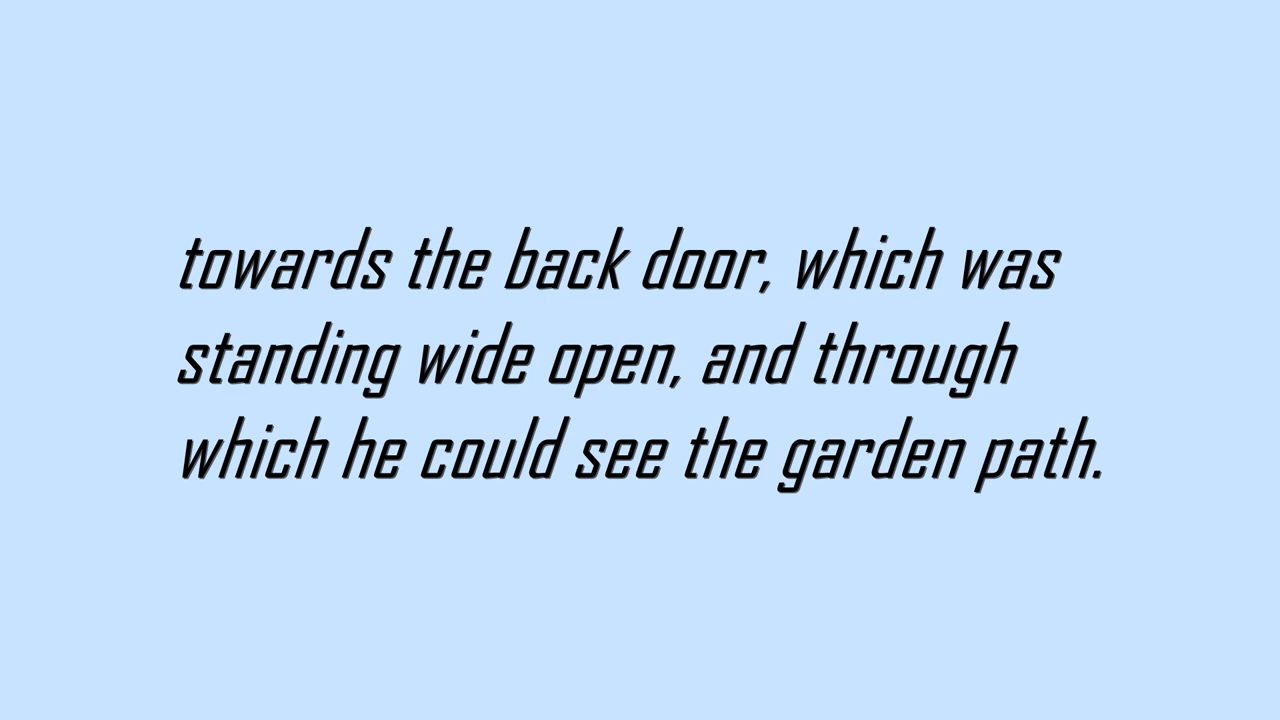 towards the back door, which was
standing wide open, and through
which he could see the garden path.